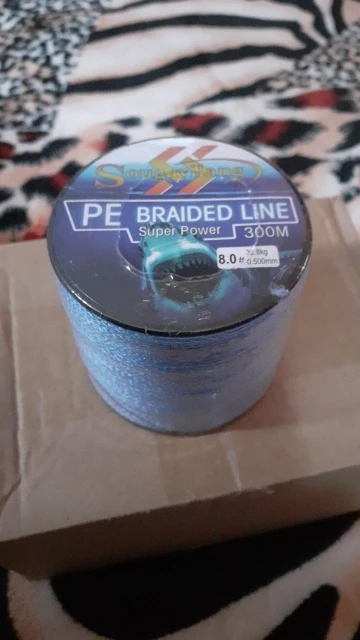 PE BRAIDED LINE
Super Power 300M
8.0# 0.500mm